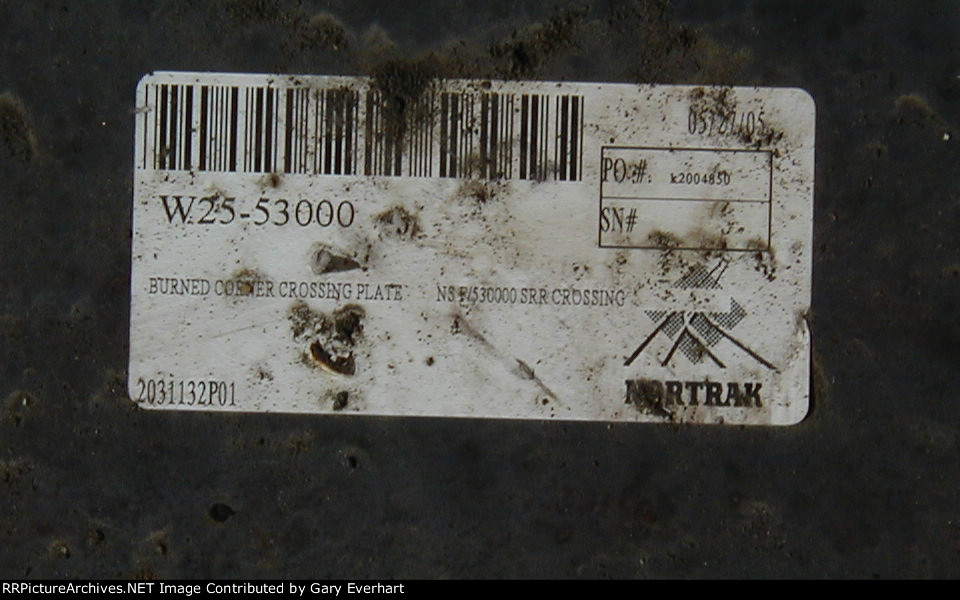 05/27/05
PO #. k2004850
SN#
W25-53000
BURNED CORNER CROSSING PLATE NS F/530000 SRR CROSSING
2031132P01
NORTRAK
RRPictureArchives.NET Image Contributed by Gary Everhart